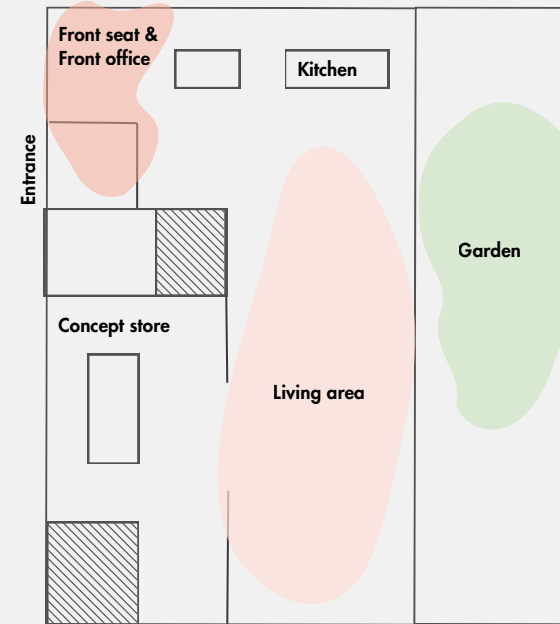 Front seat &
Front office
Kitchen
Entrance
Garden
Concept store
Living area